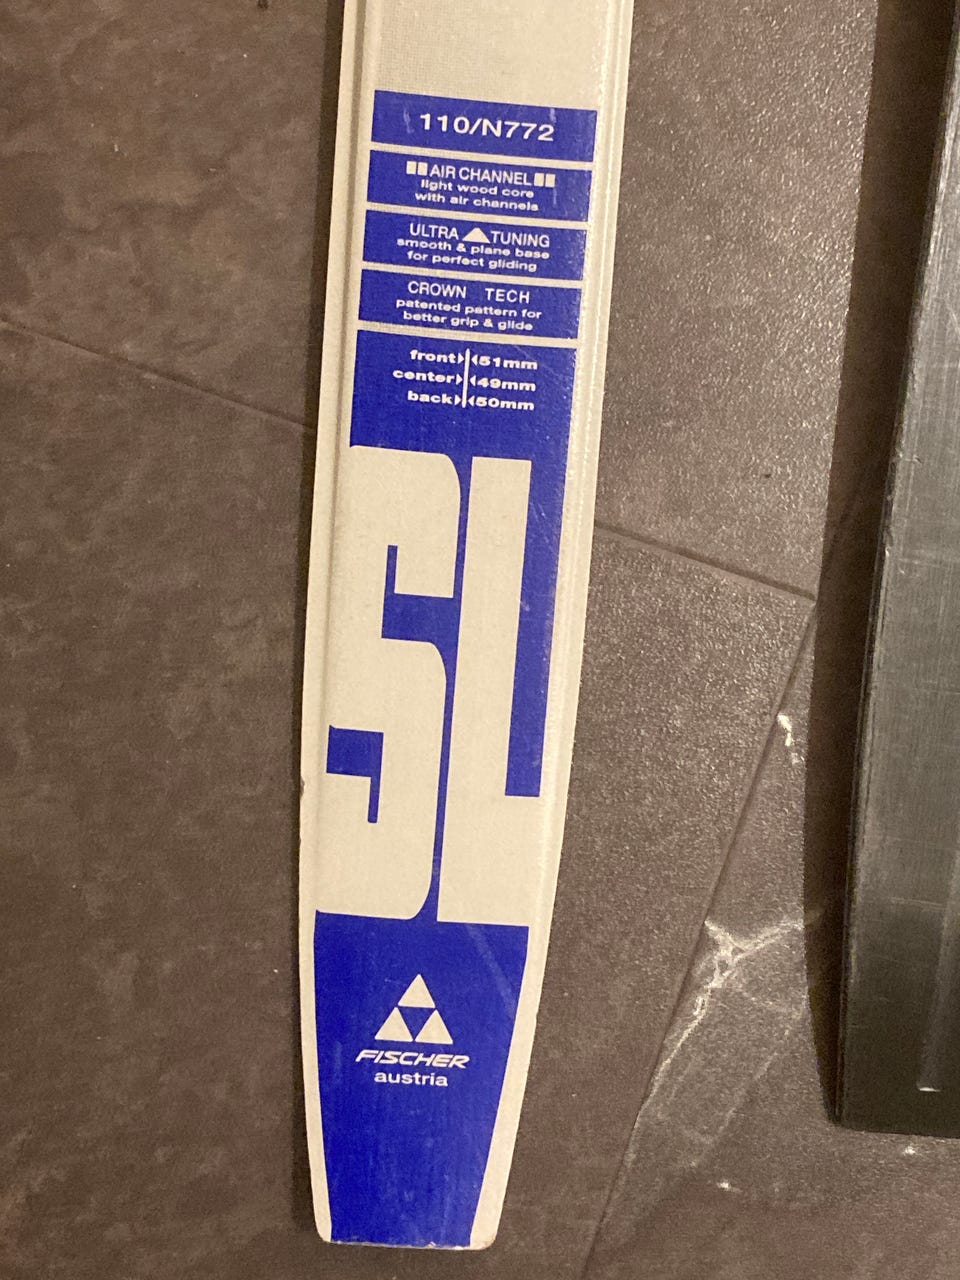 110/N772
AIR CHANNEL
light wood core
with air channels
ULTRA TUNING
smooth & plane base
for perfect gliding
CROWN TECH
patented pattern for
better grip & glide
front 51mm
center 49mm
back 50mm
SL
FISCHER
austria